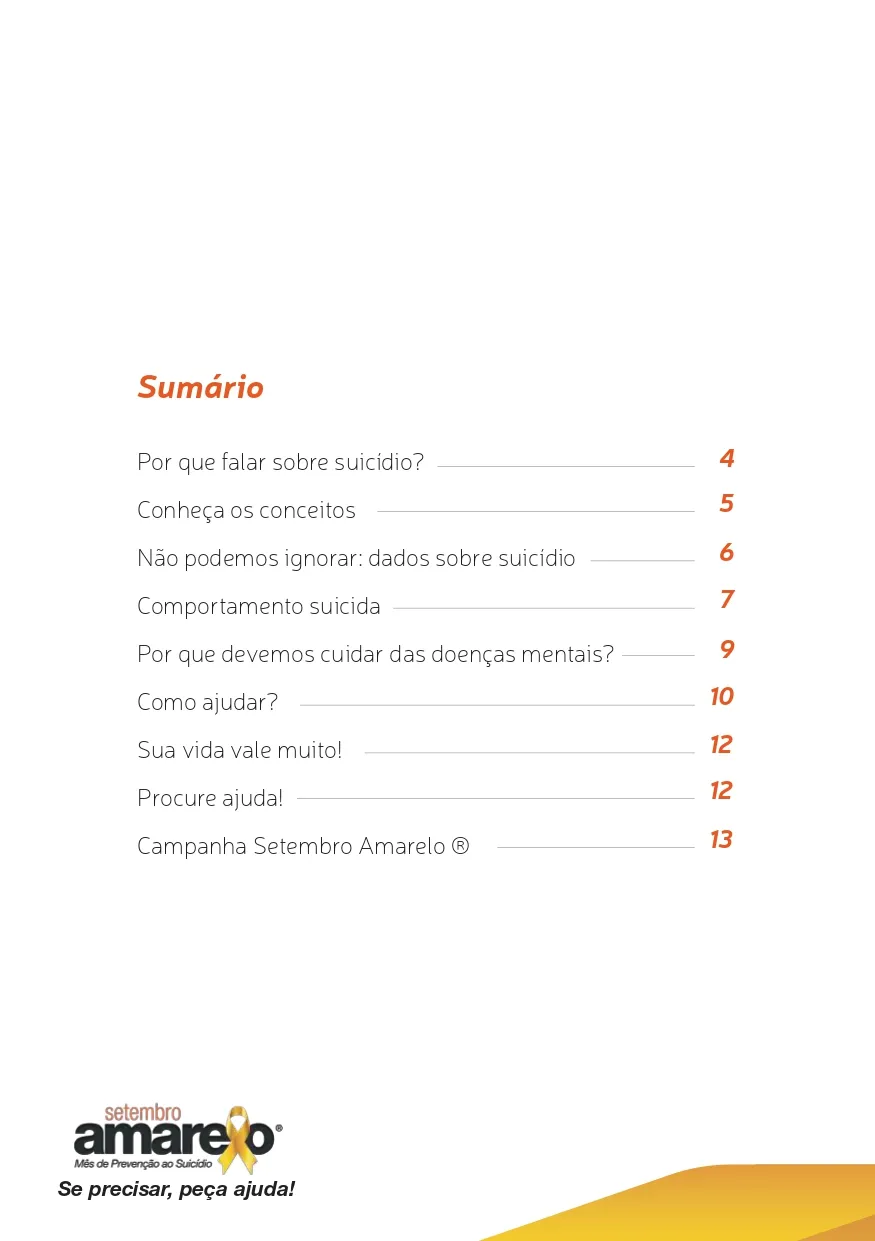 Sumário
Por que falar sobre suicídio? 4
Conheça os conceitos 5
Não podemos ignorar: dados sobre suicídio 6
Comportamento suicida 7
Por que devemos cuidar das doenças mentais? 9
Como ajudar? 10
Sua vida vale muito! 12
Procure ajuda! 12
Campanha Setembro Amarelo ® 13
setembro
amarelo®
Mês de Prevenção ao Suicídio
Se precisar, peça ajuda!